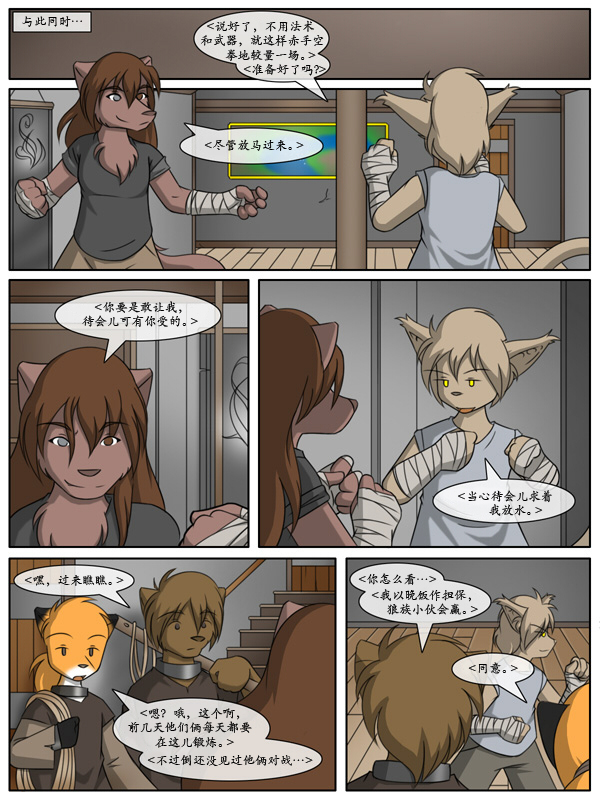 与此同时…
<说好了，不用法术
和武器，就这样赤手空
拳地较量一场。>
<准备好了吗?>
<尽管放马过来。>
<你要是敢让我，
待会儿可有你受的。>
<当心待会儿求着
我放水。>
<嘿，过来瞧瞧。>
<嗯？哦，这个啊，
前几天他们俩每天都要
在这儿锻炼。>
<不过倒还没见过他俩对战…>
<你怎么看…>
<我以晚饭作担保，
狼族小伙会赢。>
<同意。>